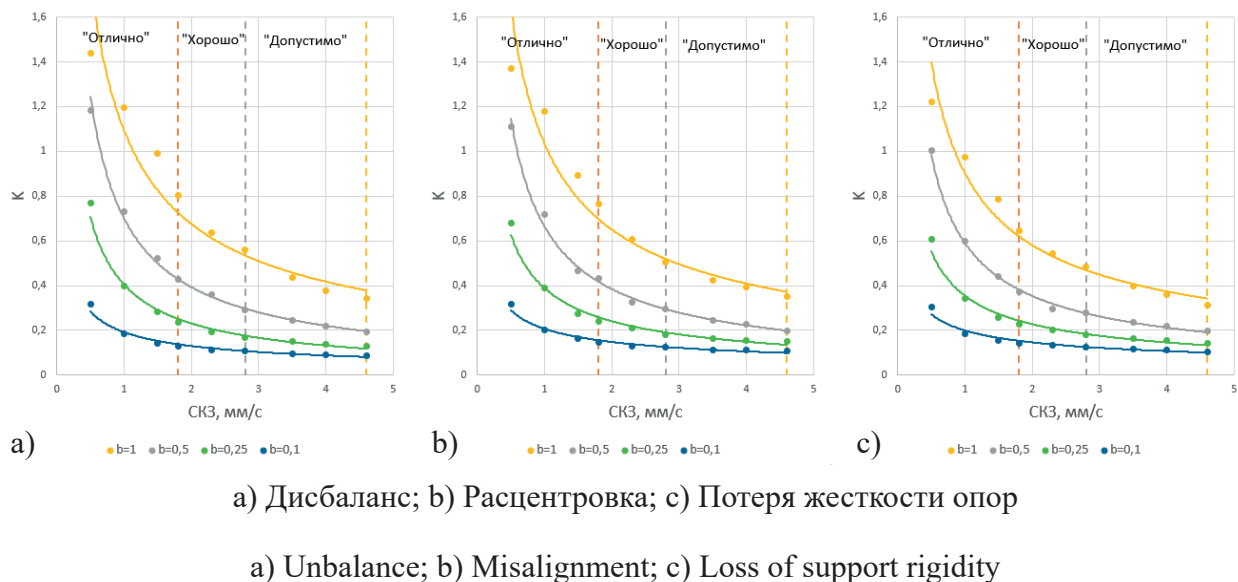 1,6
1,4
1,2
1
0,8
0,6
0,4
0,2
0
К
"Отлично" "Хорошо" "Допустимо"
0 1 2 3 4 5
СКЗ, мм/с
a)
b=1 b=0,5 b=0,25 b=0,1
1,6
1,4
1,2
1
0,8
0,6
0,4
0,2
0
К
"Отлично" "Хорошо" "Допустимо"
0 1 2 3 4 5
СКЗ, мм/с
b)
b=1 b=0,5 b=0,25 b=0,1
1,6
1,4
1,2
1
0,8
0,6
0,4
0,2
0
К
"Отлично" "Хорошо" "Допустимо"
0 1 2 3 4 5
СКЗ, мм/с
c)
b=1 b=0,5 b=0,25 b=0,1
a) Дисбаланс; b) Расцентровка; c) Потеря жесткости опор
a) Unbalance; b) Misalignment; c) Loss of support rigidity